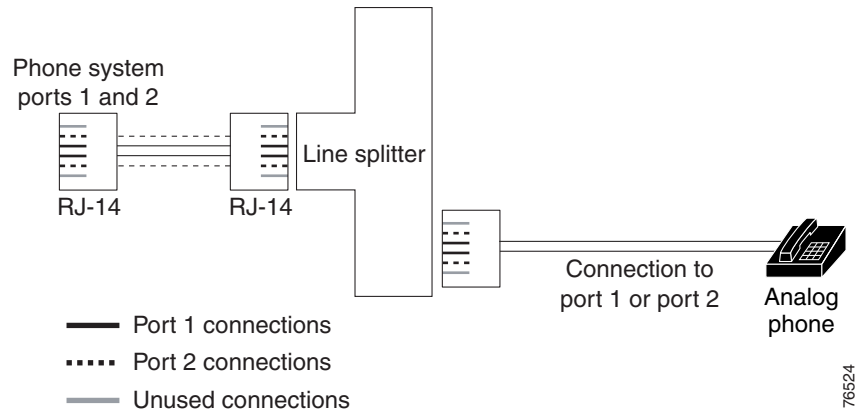 Phone system
ports 1 and 2
Line splitter
RJ-14
RJ-14
Connection to
port 1 or port 2
Analog
phone
Port 1 connections
Port 2 connections
Unused connections
76524